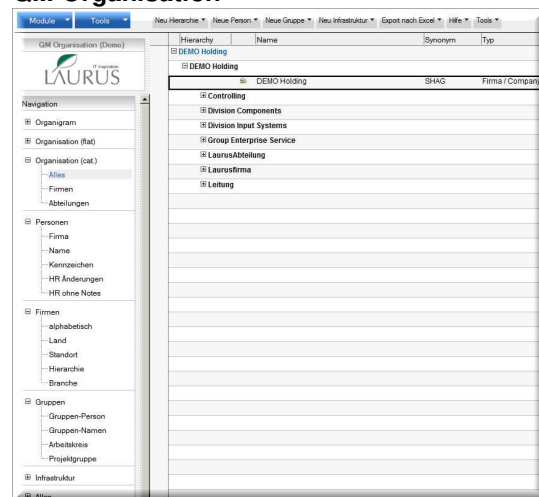 QM Organisation
Module Tools
Neu Hierarchie Neue Person Neue Gruppe Neu Infrastruktur Export nach Excel Hilfe Tools
QM Organisation (Demo)
IT inspiration
LAURUS
Navigation
Organigram
Organisation (flat)
Organisation (cat.)
Alles
Firmen
Abteilungen
Personen
Firma
Name
Kennzeichen
HR Änderungen
HR ohne Notes
Firmen
alphabetisch
Land
Standort
Hierarchie
Branche
Gruppen
Gruppen-Person
Gruppen-Namen
Arbeitskreis
Projektgruppe
Infrastruktur
Alles
Hierarchy Name Synonym Typ
DEMO Holding
DEMO Holding
DEMO Holding SHAG Firma / Company
Controlling
Division Components
Division Input Systems
Group Enterprise Service
LaurusAbteilung
Laurusfirma
Leitung